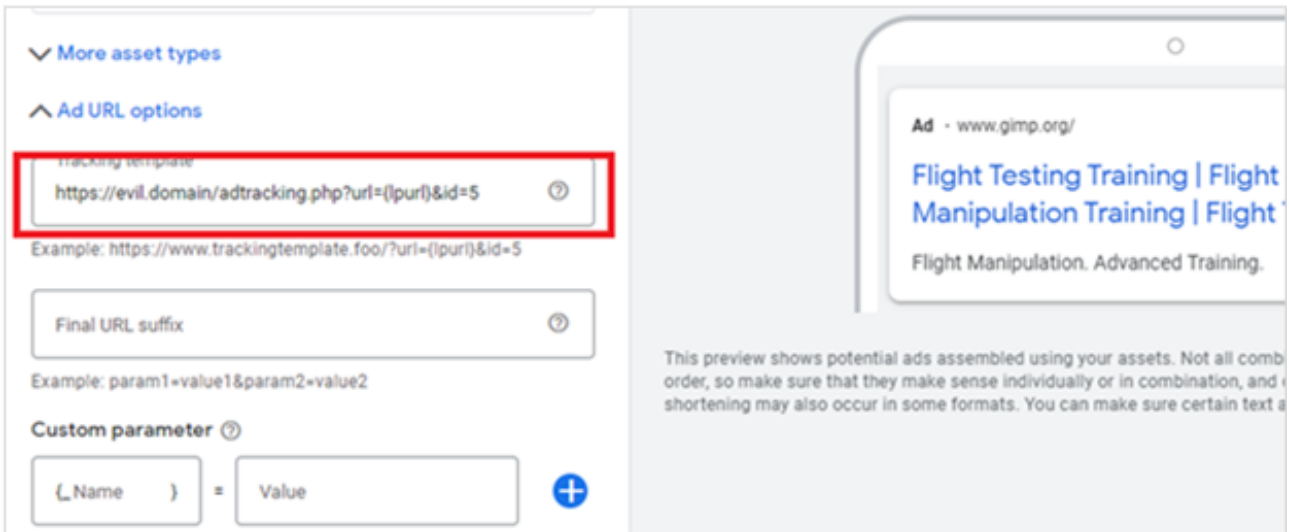 More asset types
Ad URL options
Tracking template
https://evil.domain/adtracking.php?url={lpurl}&id=5
Example: https://www.trackingtemplate.foo/?url={lpurl}&id=5
Final URL suffix
Example: param1=value1&param2=value2
Custom parameter
{_Name } = Value
Ad · www.gimp.org/
Flight Testing Training | Flight
Manipulation Training | Flight
Flight Manipulation. Advanced Training.
This preview shows potential ads assembled using your assets. Not all comb
order, so make sure that they make sense individually or in combination, and
shortening may also occur in some formats. You can make sure certain text a